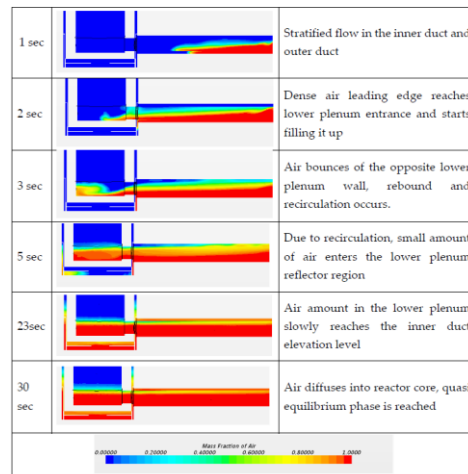 1 sec
Stratified flow in the inner duct and
outer duct
2 sec
Dense air leading edge reaches
lower plenum entrance and starts
filling it up
3 sec
Air bounces of the opposite lower
plenum wall, rebound and
recirculation occurs.
5 sec
Due to recirculation, small amount
of air enters the lower plenum
reflector region
23sec
Air amount in the lower plenum
slowly reaches the inner duct
elevation level
30
sec
Air diffuses into reactor core, quasi
equilibrium phase is reached
Mass Fraction of Air
0.00000 0.20000 0.40000 0.60000 0.80000 1.0000